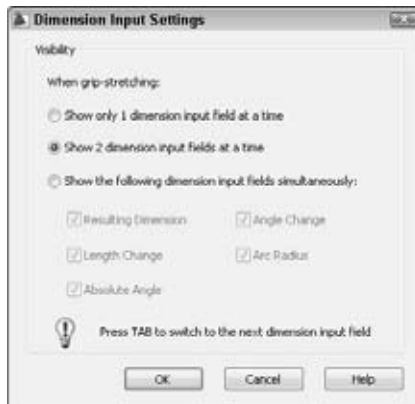 Dimension Input Settings
Visibility
When grip-stretching:
Show only 1 dimension input field at a time
Show 2 dimension input fields at a time
Show the following dimension input fields simultaneously:
Resulting Dimension
Angle Change
Length Change
Arc Radius
Absolute Angle
Press TAB to switch to the next dimension input field
OK
Cancel
Help